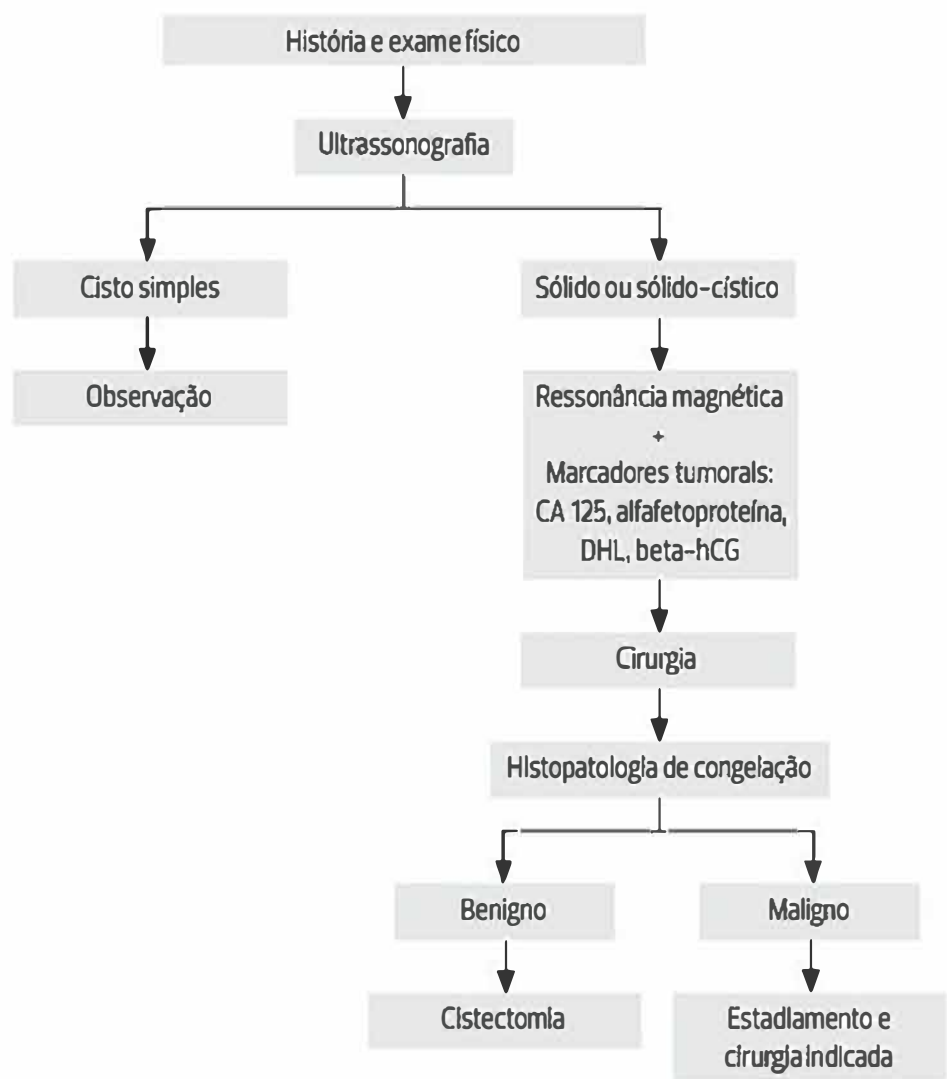 História e exame físico
Ultrassonografia
Cisto simples
Sólido ou sólido-cístico
Observação
Ressonância magnética
+
Marcadores tumorais:
CA 125, alfafetoproteína,
DHL, beta-hCG
Cirurgia
Histopatologia de congelação
Benigno
Maligno
Cistectomia
Estadiamento e
cirurgia indicada